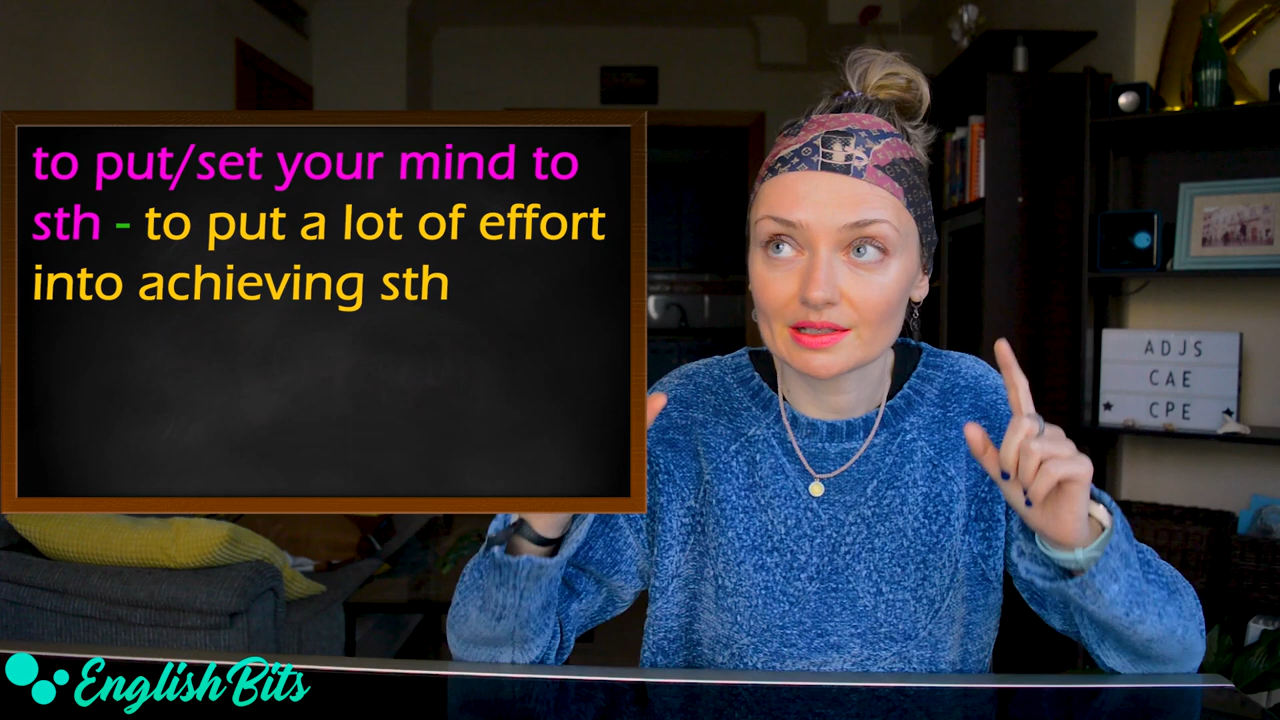 to put/set your mind to
sth - to put a lot of effort
into achieving sth
ADJS
CAE
CPE
EnglishBits